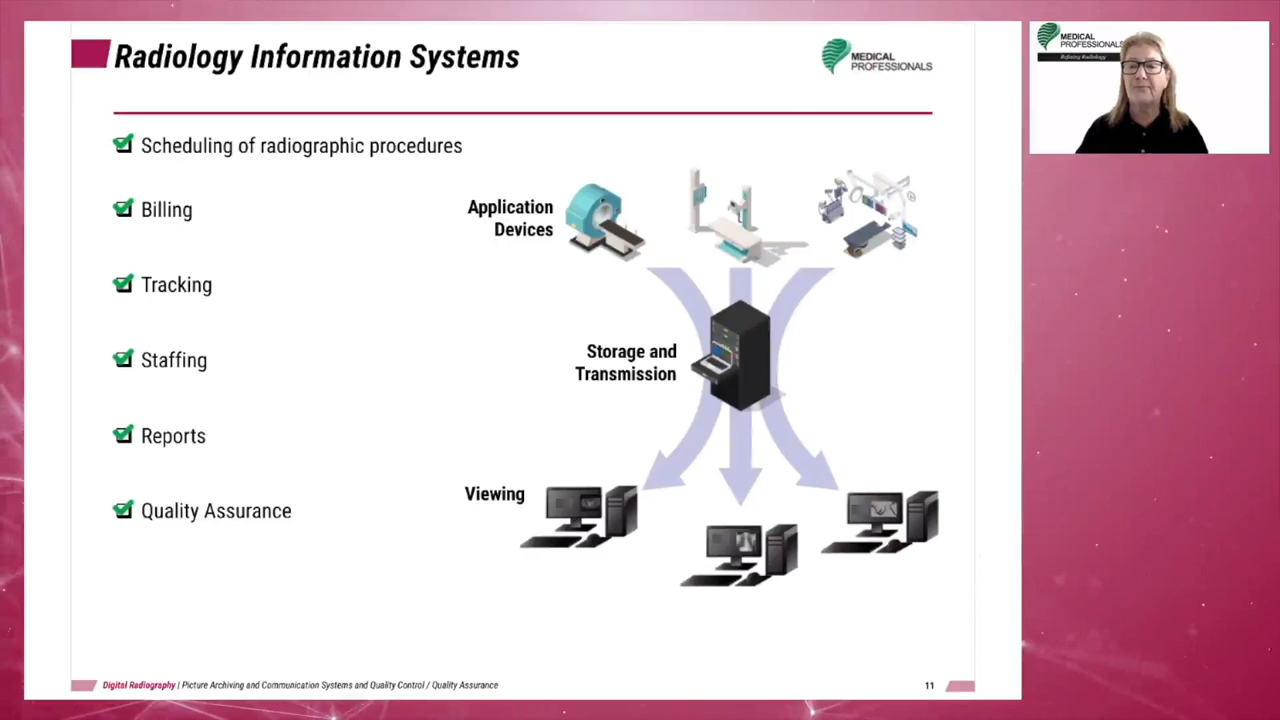 Radiology Information Systems
MEDICAL
PROFESSIONALS
Scheduling of radiographic procedures
Billing
Tracking
Staffing
Reports
Quality Assurance
Application
Devices
Storage and
Transmission
Viewing
Digital Radiography | Picture Archiving and Communication Systems and Quality Control / Quality Assurance
11
MEDICAL
PROFESSIONALS
Radiology